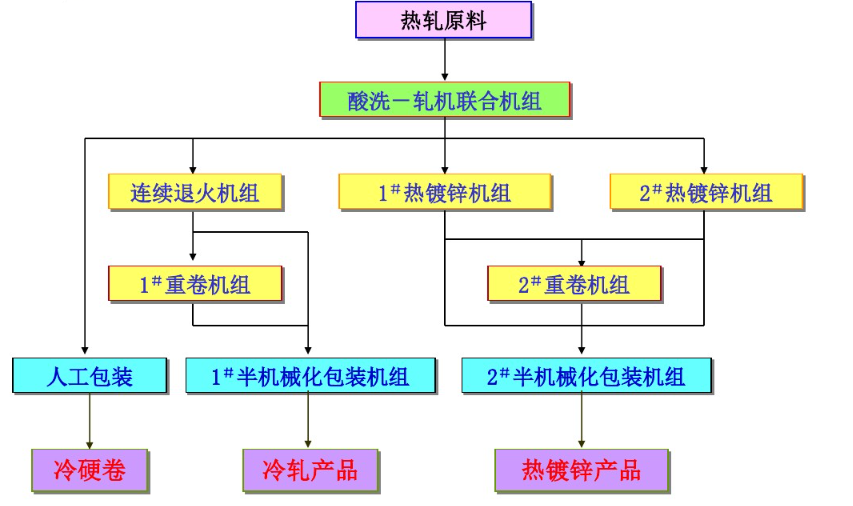 热轧原料
酸洗－轧机联合机组
连续退火机组
1#热镀锌机组
2#热镀锌机组
1#重卷机组
2#重卷机组
人工包装
1#半机械化包装机组
2#半机械化包装机组
冷硬卷
冷轧产品
热镀锌产品